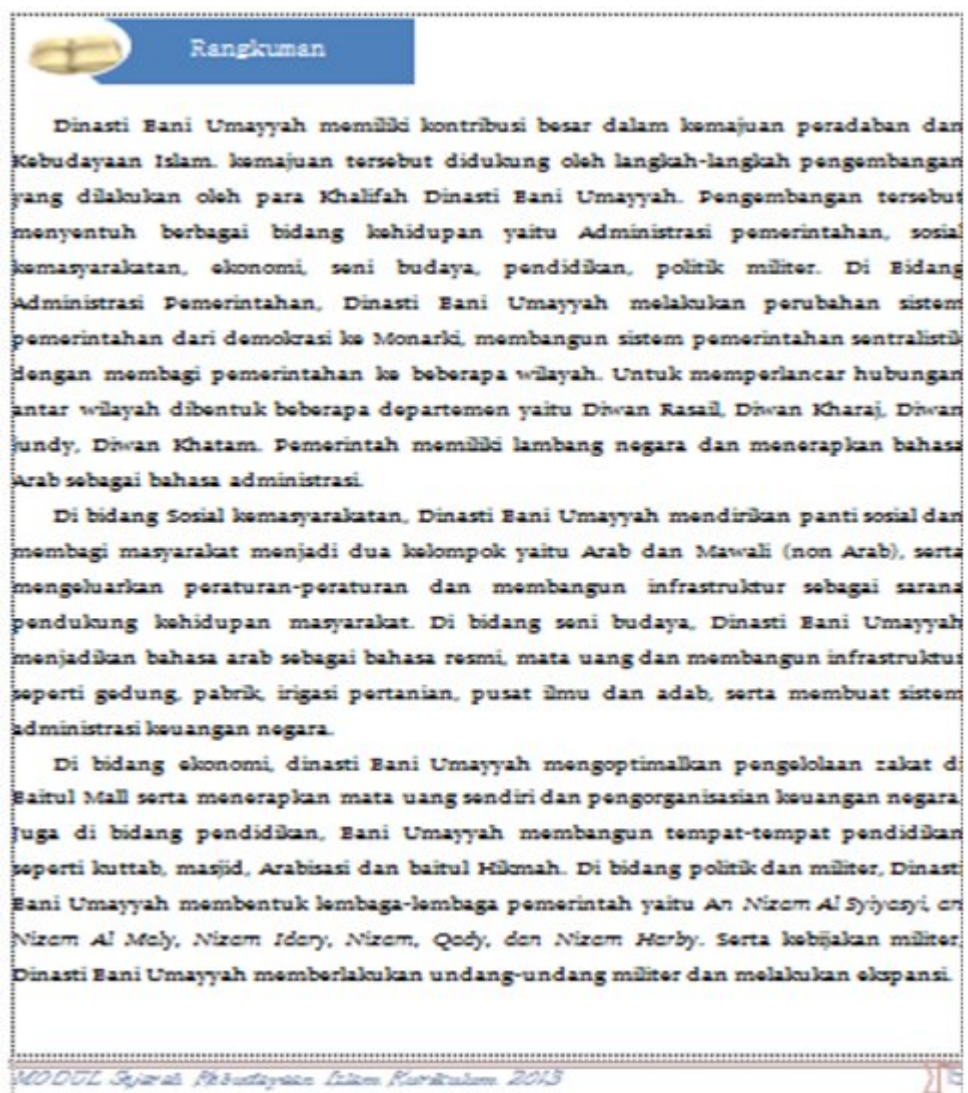 Rangkuman
Dinasti Bani Umayyah memiliki kontribusi besar dalam kemajuan peradaban dan
Kebudayaan Islam. kemajuan tersebut didukung oleh langkah-langkah pengembangan
yang dilakukan oleh para Khalifah Dinasti Bani Umayyah. Pengembangan tersebut
menyentuh berbagai bidang kehidupan yaitu Administrasi pemerintahan, sosial
kemasyarakatan, ekonomi, seni budaya, pendidikan, politik militer. Di Bidang
Administrasi Pemerintahan, Dinasti Bani Umayyah melakukan perubahan sistem
pemerintahan dari demokrasi ke Monarki, membangun sistem pemerintahan sentralistik
dengan membagi pemerintahan ke beberapa wilayah. Untuk memperlancar hubungan
antar wilayah dibentuk beberapa departemen yaitu Diwan Rasail, Diwan Kharaj, Diwan
Jundy, Diwan Khatam. Pemerintah memiliki lambang negara dan menerapkan bahasa
Arab sebagai bahasa administrasi.
Di bidang Sosial kemasyarakatan, Dinasti Bani Umayyah mendirikan panti sosial dan
membagi masyarakat menjadi dua kelompok yaitu Arab dan Mawali (non Arab), serta
mengeluarkan peraturan-peraturan dan membangun infrastruktur sebagai sarana
pendukung kehidupan masyarakat. Di bidang seni budaya, Dinasti Bani Umayyah
menjadikan bahasa arab sebagai bahasa resmi, mata uang dan membangun infrastruktur
seperti gedung, pabrik, irigasi pertanian, pusat ilmu dan adab, serta membuat sistem
administrasi keuangan negara.
Di bidang ekonomi, dinasti Bani Umayyah mengoptimalkan pengelolaan zakat di
Baitul Mall serta menerapkan mata uang sendiri dan pengorganisasian keuangan negara.
Juga di bidang pendidikan, Bani Umayyah membangun tempat-tempat pendidikan
seperti kuttab, masjid, Arabisasi dan baitul Hikmah. Di bidang politik dan militer, Dinasti
Bani Umayyah membentuk lembaga-lembaga pemerintah yaitu An Nizam Al Syiyasyi, an
Nizam Al Maly, Nizam Idary, Nizam, Qady, dan Nizam Harby. Serta kebijakan militer,
Dinasti Bani Umayyah memberlakukan undang-undang militer dan melakukan ekspansi.
MODUL Sejarah Kebudayaan Islam Kurikulum 2013